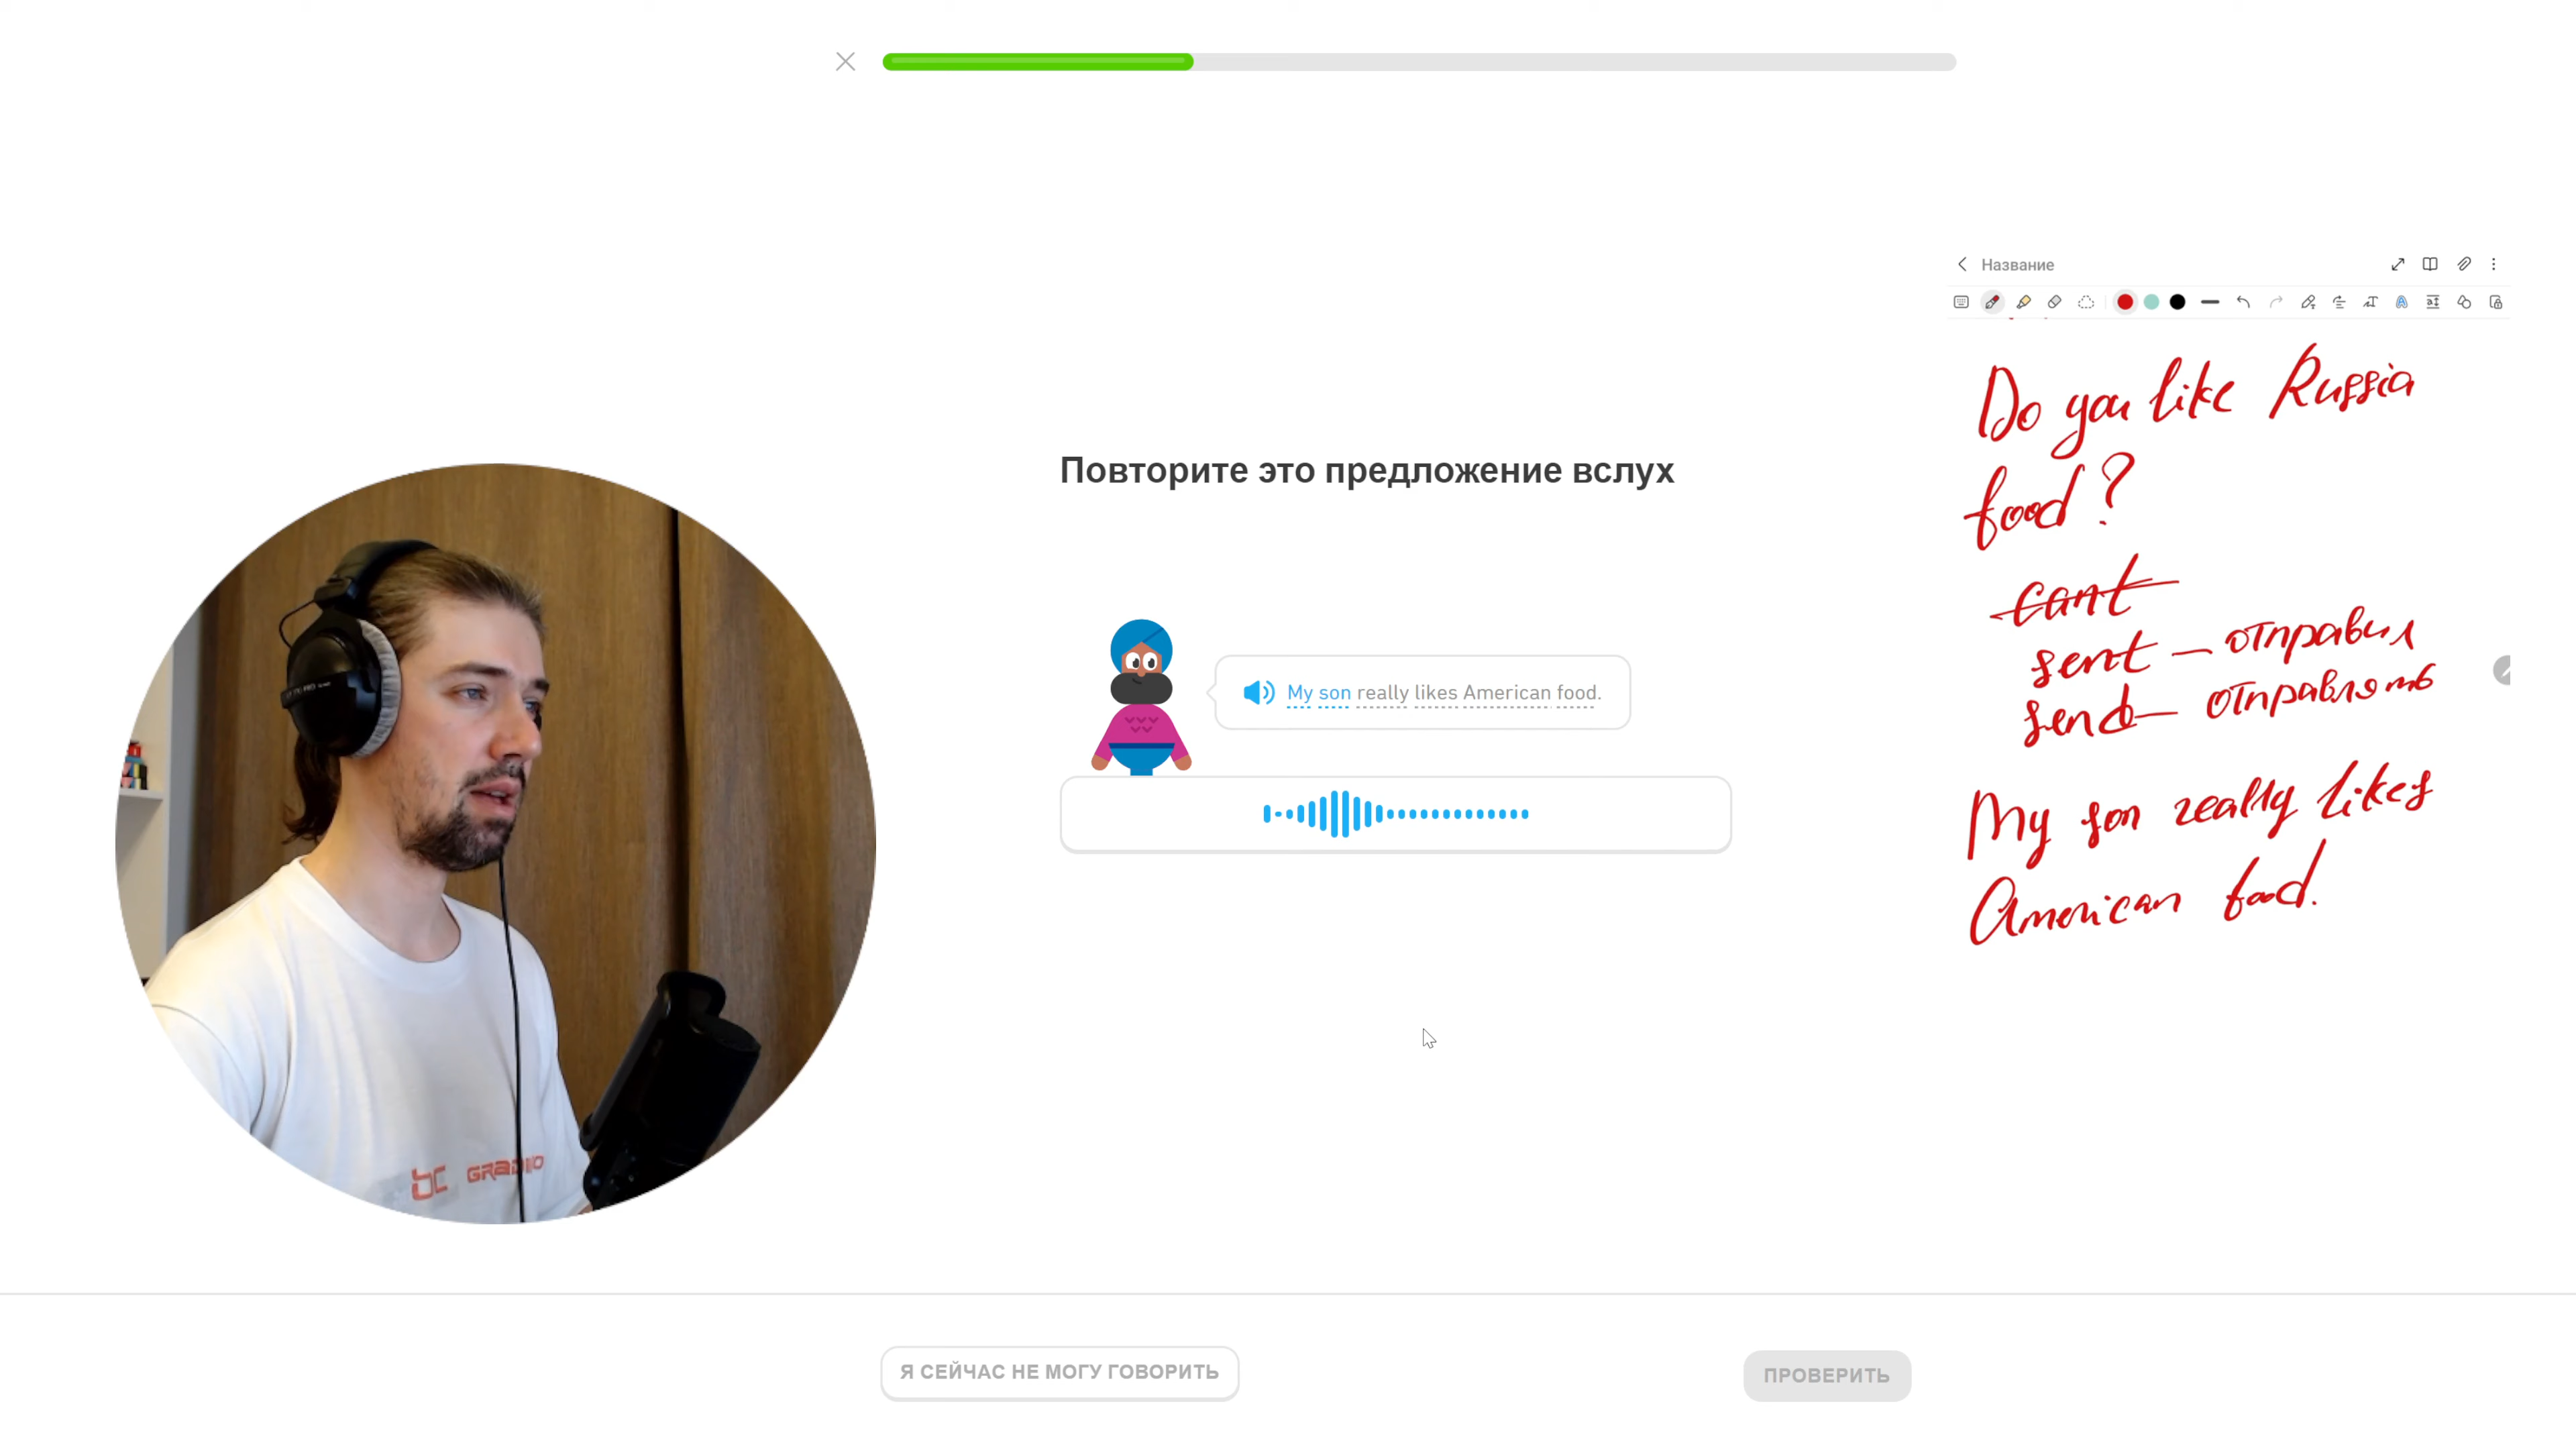 Название
Повторите это предложение вслух
My son really likes American food.
Do you like Russia
food?
cant
sent — отправил
send — отправлять
My son really likes
American food.
Я СЕЙЧАС НЕ МОГУ ГОВОРИТЬ
ПРОВЕРИТЬ